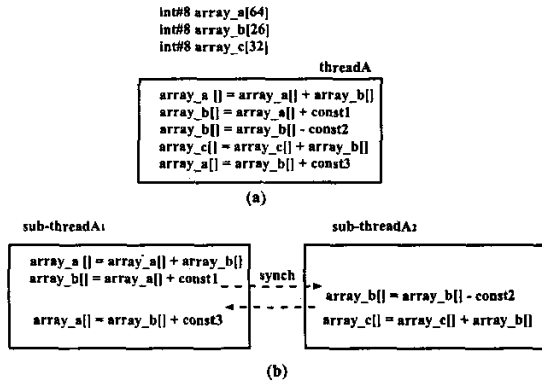 int#8 array_a[64]
int#8 array_b[26]
int#8 array_c[32]
threadA
array_a [] = array_a[] + array_b[]
array_b[] = array_a[] + const1
array_b[] = array_b[] - const2
array_c[] = array_c[] + array_b[]
array_a[] = array_b[] + const3
(a)
sub-threadA1
sub-threadA2
array_a [] = array_a[] + array_b[]
array_b[] = array_a[] + const1
synch
array_b[] = array_b[] - const2
array_a[] = array_b[] + const3
array_c[] = array_c[] + array_b[]
(b)